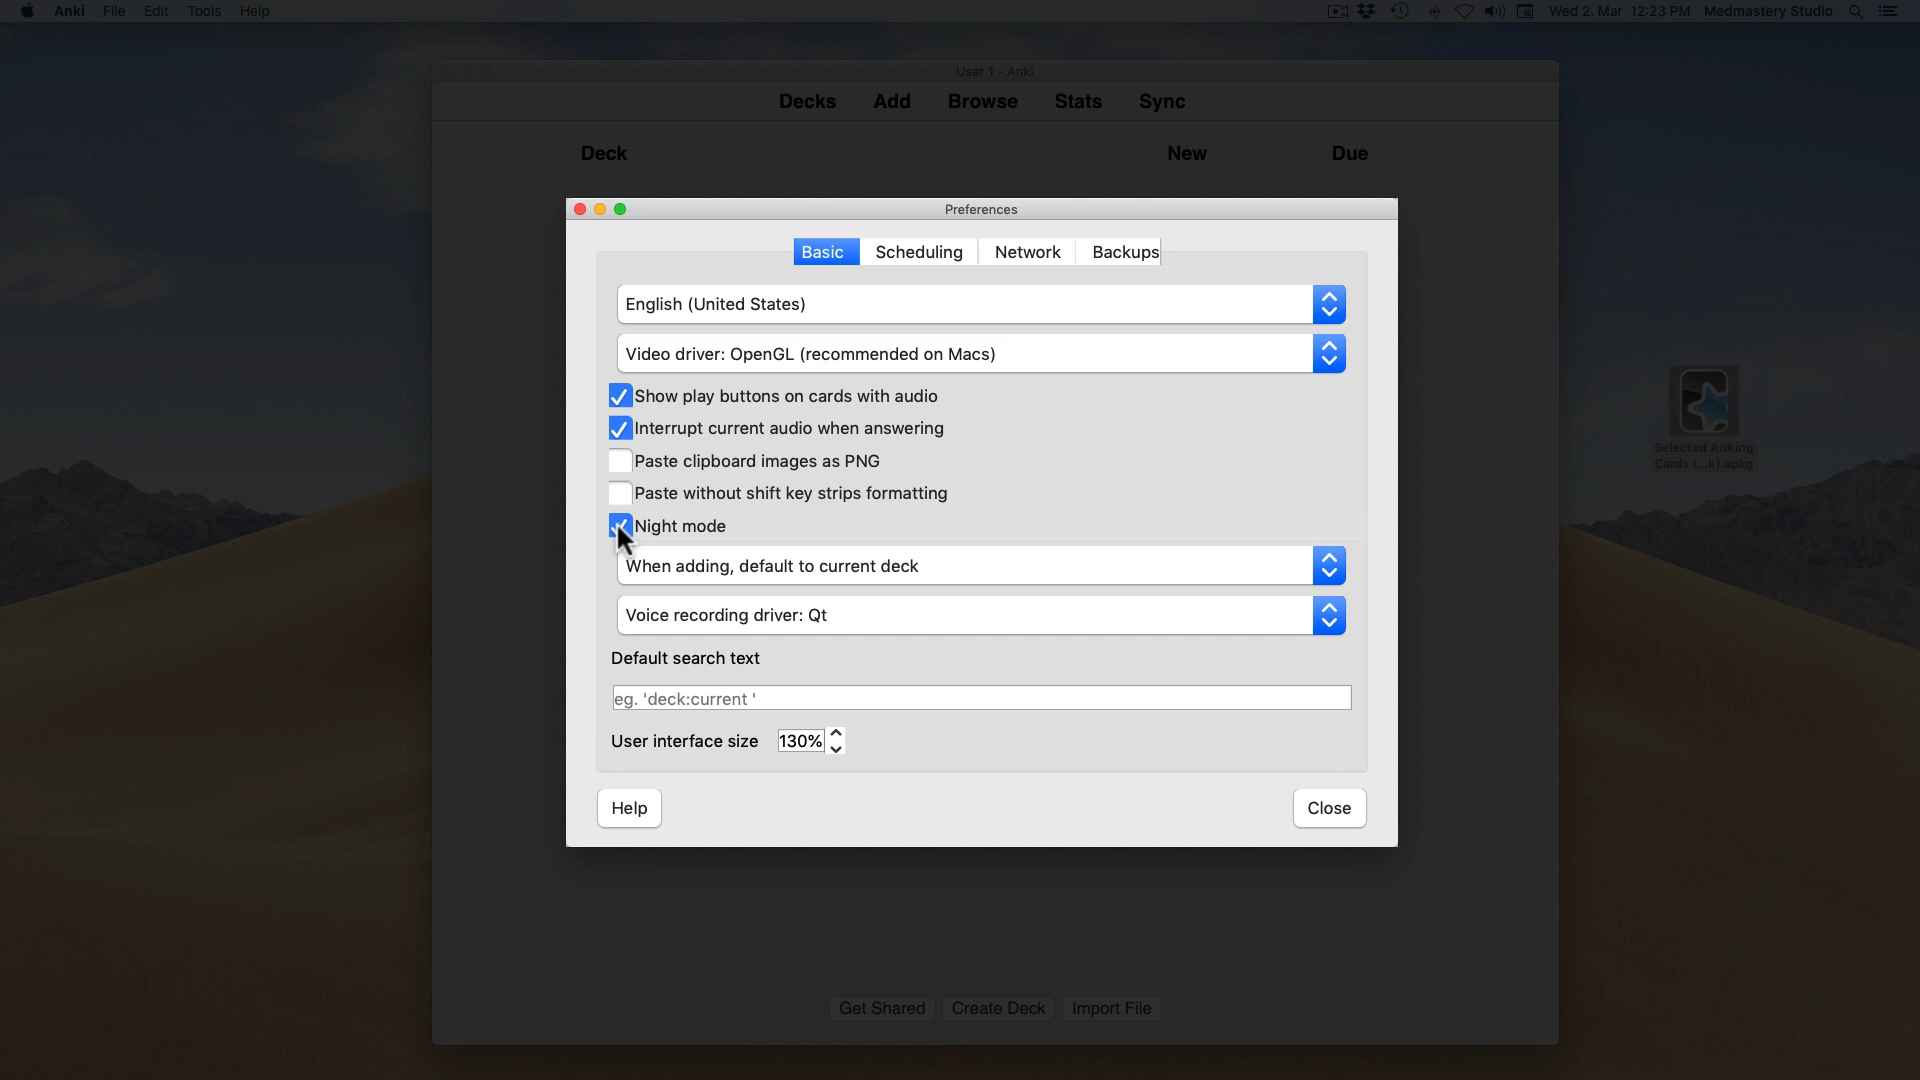 Anki File Edit Tools Help Wed 2. Mar 12:23 PM Medmastery Studio
User 1 - Anki
Decks Add Browse Stats Sync
Deck New Due
Preferences
Basic Scheduling Network Backups
English (United States)
Video driver: OpenGL (recommended on Macs)
Show play buttons on cards with audio
Interrupt current audio when answering
Paste clipboard images as PNG
Selected AnKing
Cards (...k).apkg
Paste without shift key strips formatting
Night mode
When adding, default to current deck
Voice recording driver: Qt
Default search text
eg. 'deck:current '
User interface size 130%
Help Close
Get Shared Create Deck Import File